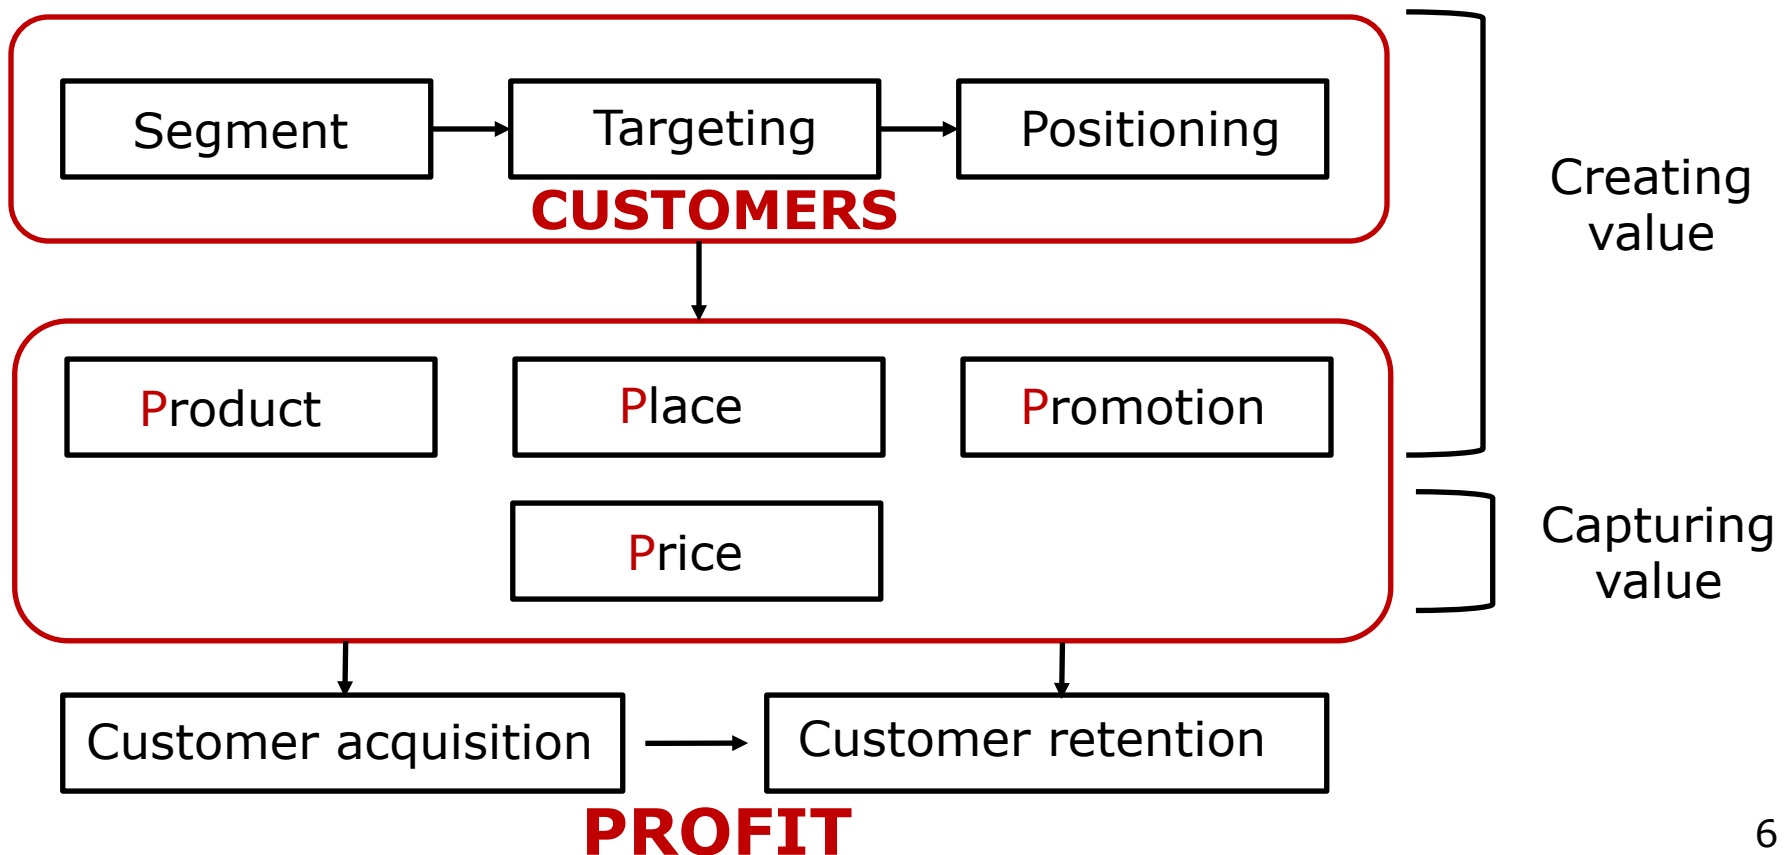 Segment
Targeting
Positioning
CUSTOMERS
Creating
value
Product
Place
Promotion
Price
Capturing
value
Customer acquisition
Customer retention
PROFIT
6